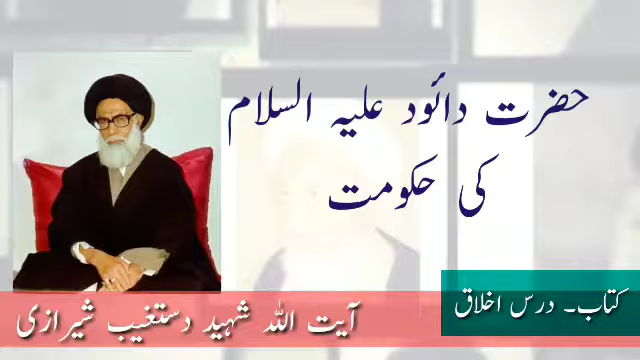 حضرت دائود علیہ السلام
کی حکومت
کتاب۔ درس اخلاق
آیت اللہ شہید دستغیب شیرازی